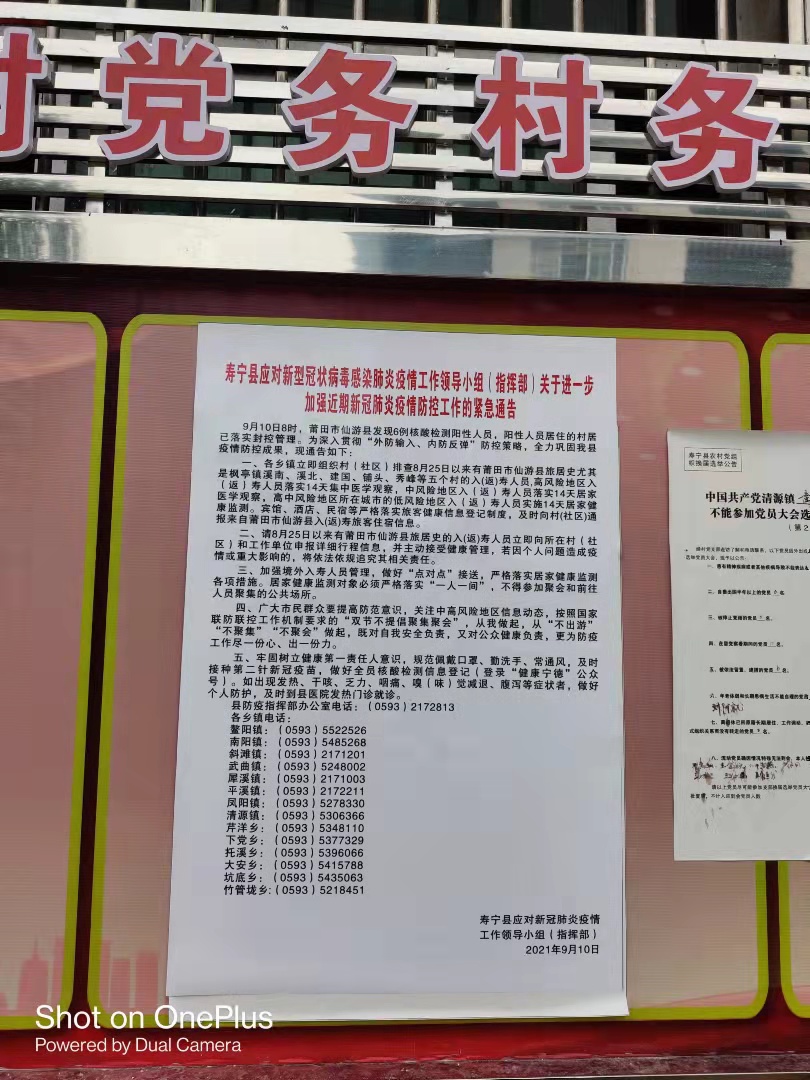 村党务村务
寿宁县应对新型冠状病毒感染肺炎疫情工作领导小组（指挥部）关于进一步
加强近期新冠肺炎疫情防控工作的紧急通告
9月10日8时，莆田市仙游县发现6例核酸检测阳性人员，阳性人员居住的村居
已落实封控管理。为深入贯彻“外防输入、内防反弹”防控策略，全力巩固我县
疫情防控成果，现通告如下：
一、各乡镇立即组织村（社区）排查8月25日以来有莆田市仙游县旅居史尤其
是枫亭镇溪南、溪北、建国、铺头、秀峰等五个村的入(返)寿人员,高风险地区入
（返）寿人员落实14天集中医学观察，中风险地区入（返）寿人员落实14天居家
医学观察，高中风险地区所在城市的低风险地区入（返）寿人员实施14天居家健
康监测。宾馆、酒店、民宿等严格落实旅客健康信息登记制度，及时向村(社区)通
报来自莆田市仙游县入(返)寿旅客住宿信息。
二、请8月25日以来有莆田市仙游县旅居史的入(返)寿人员立即向所在村（社
区）和工作单位申报详细行程信息，并主动接受健康管理，若因个人问题造成疫
情或重大影响的，将依法依规追究其相关责任。
三、加强境外入寿人员管理，做好“点对点”接送，严格落实居家健康监测
各项措施。居家健康监测对象必须严格落实“一人一间”，不得参加聚会和前往
人员聚集的公共场所。
四、广大市民群众要提高防范意识，关注中高风险地区信息动态，按照国家
联防联控工作机制要求的“双节不提倡聚集聚会”，从我做起，从“不出游”
“不聚集”“不聚会”做起，既对自我安全负责，又对公众健康负责，更为防疫
工作尽一份心、出一份力。
五、牢固树立健康第一责任人意识，规范佩戴口罩、勤洗手、常通风，及时
接种第二针新冠疫苗，做好全员核酸检测信息登记（登录“健康宁德”公众
号）。如出现发热、干咳、乏力、咽痛、嗅（味）觉减退、腹泻等症状者，做好
个人防护，及时到县医院发热门诊就诊。
县防疫指挥部办公室电话：（0593）2172813
各乡镇电话：
鳌阳镇：（0593）5522526
南阳镇：（0593）5485268
斜滩镇：（0593）2171201
武曲镇：（0593）5248002
犀溪镇：（0593）2171003
平溪镇：（0593）2172211
凤阳镇：（0593）5278330
清源镇：（0593）5306366
芹洋乡：（0593）5348110
下党乡：（0593）5377329
托溪乡：（0593）5396066
大安乡：（0593）5415788
坑底乡：（0593）5435063
竹管垅乡:（0593）5218451
寿宁县应对新冠肺炎疫情
工作领导小组（指挥部）
2021年9月10日
寿宁县农村党组
织换届选举公告
中国共产党清源镇
不能参加党员大会选
（第2
Shot on OnePlus
Powered by Dual Camera